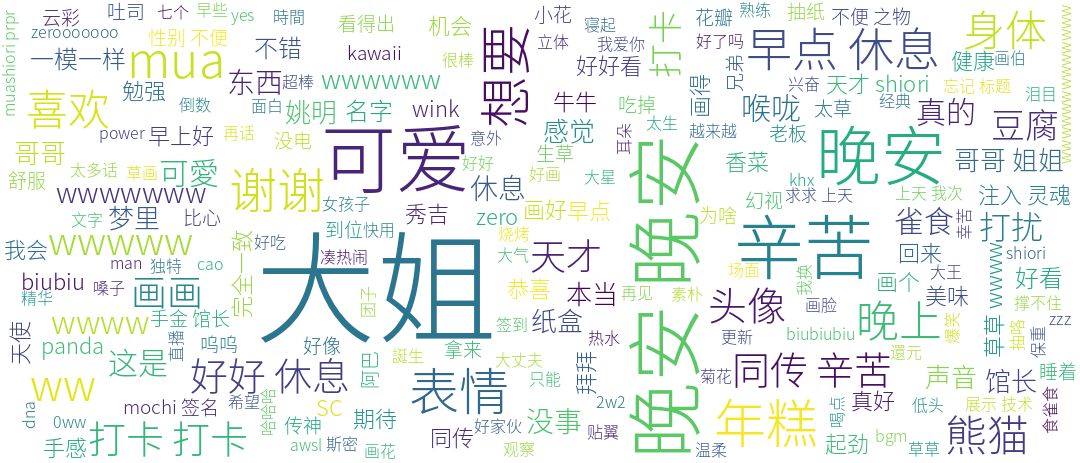 云彩 吐司 七个 早些 yes 時間
zerooooooo 性别 不便
muashiori prpr
一模一样 mua 不错
勉强 倒数 东西 超棒
喜欢 power 早上好 再话 面白 没电
哥哥 太多话 草画 可愛 谢谢
舒服 wwwwwww 文字 梦里 比心
看得出 机会 小花 寝起
kawaii 很棒 立体 我爱你
wwwwww 好好看 打卡
姚明 名字 wink 想要 牛牛 吃掉
可爱 感觉 意外 耳朵 太生
休息 好好 生草 好画 大星
女孩子 秀吉 zero 画好早点
花瓣 熟练 抽纸 不便 之物
好了吗 早点 休息 身体
兄弟 兴奋 天才 shiori 健康 画伯
画得 喉咙 太草 经典 忘记 标题 泪目
越来越 老板 真的 豆腐
香菜 晚安 哥哥 姐姐
幻视 khx 求求 上天 上天 我次 注入 灵魂
为啥 辛苦 雀食 幸苦 打扰
wwwwwwwwwwwwwwww
我会 wwwwww 完全一致 好吃 到位 快用
biubiu man 独特 cao 凑热闹 大姐
精华 嗓子 画画 团子
天使 wwww 手金 馆长
panda 直播 呜呜 好像
这是 阿巴 誕生 拿来
ww 好好 休息 大丈夫 表情
mochi 签名 希望 只能
dna 0ww 哈哈哈 sc 期待
手感 打卡 打卡 传神 awsl 斯密 画花 同传
烧烤 大气 天才 晚安 晚安
恭喜 本当 再见 素朴
签到 纸盒 热水
拜拜 2w2
好家伙 没事 贴翼 观察
场面 我换 回来 大王 好看 shiori
画个 美味 wwww 撑不住
头像 画脸 晚上 爆笑 草草 抽咯 zzz
更新 biubiubiu 還元 保重
菊花 同传 辛苦 声音 睡着
年糕 真好 低头 馆长 展示 技术 食雀食
喝点 起劲 bgm 熊猫
温柔 草草